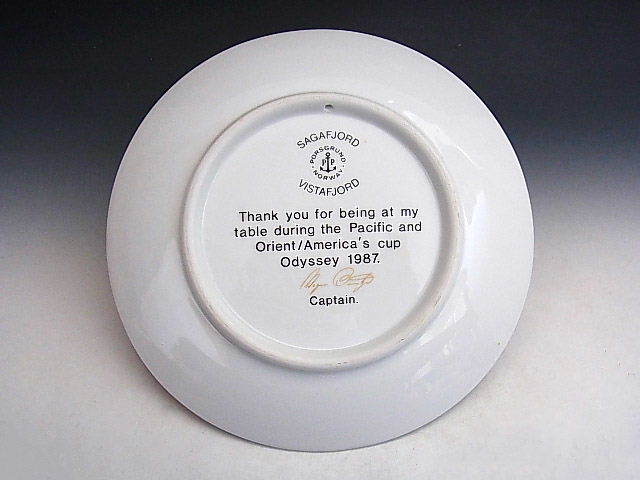 SAGAFJORD
PORSGRUND
PP
NORWAY
VISTAFJORD
Thank you for being at my
table during the Pacific and
Orient/America's cup
Odyssey 1987.
Captain.